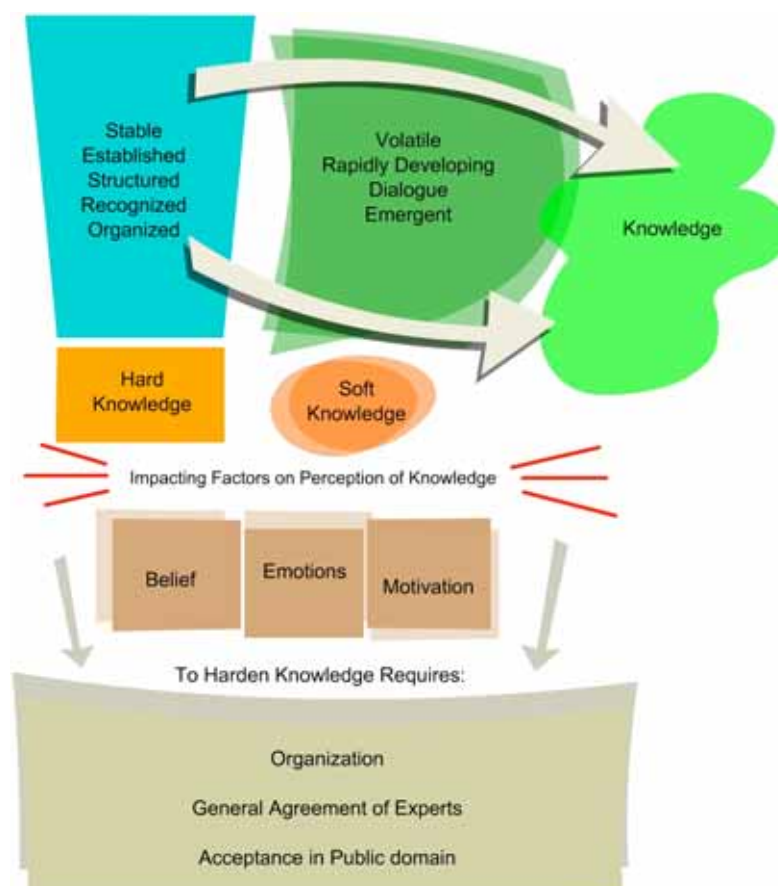 Stable
Established
Structured
Recognized
Organized
Volatile
Rapidly Developing
Dialogue
Emergent
Knowledge
Hard
Knowledge
Soft
Knowledge
Impacting Factors on Perception of Knowledge
Belief
Emotions
Motivation
To Harden Knowledge Requires:
Organization
General Agreement of Experts
Acceptance in Public domain